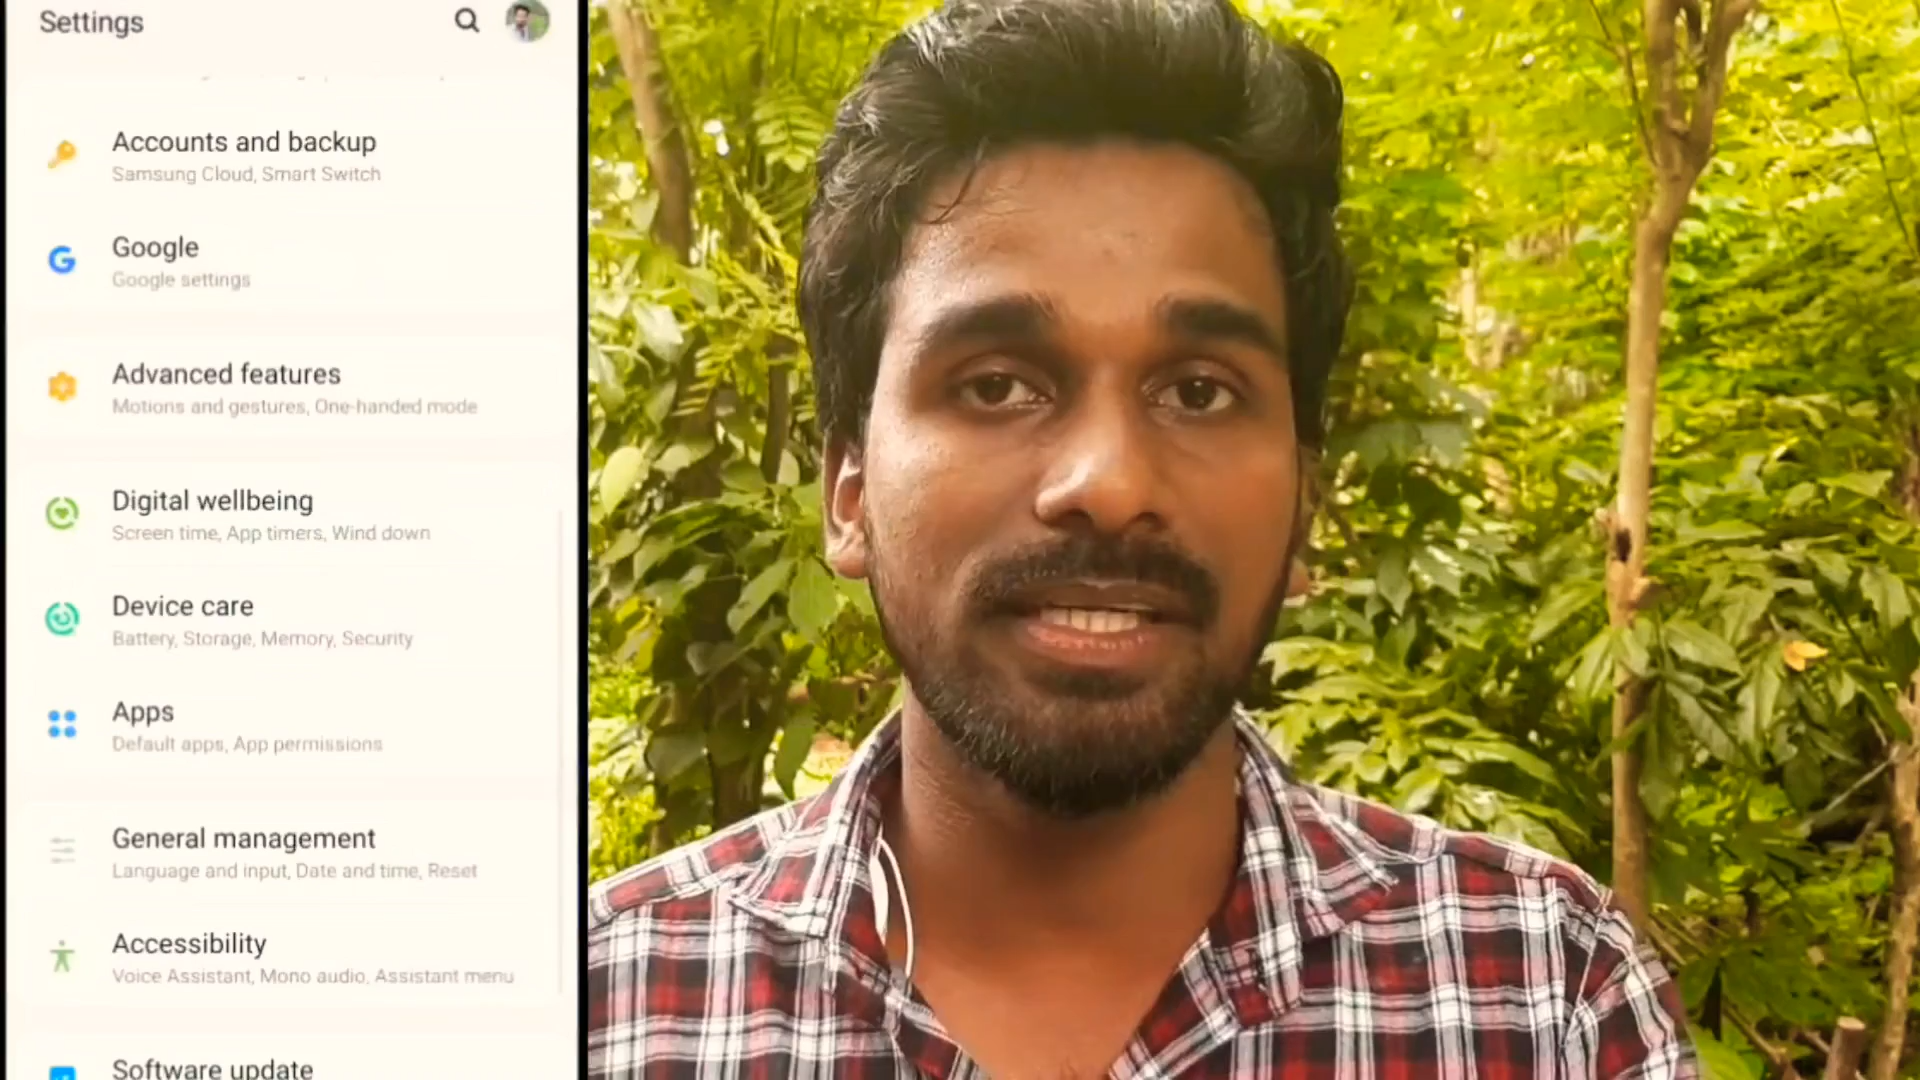 Settings
Accounts and backup
Samsung Cloud, Smart Switch
Google
Google settings
Advanced features
Motions and gestures, One-handed mode
Digital wellbeing
Screen time, App timers, Wind down
Device care
Battery, Storage, Memory, Security
Apps
Default apps, App permissions
General management
Language and input, Date and time, Reset
Accessibility
Voice Assistant, Mono audio, Assistant menu
Software update